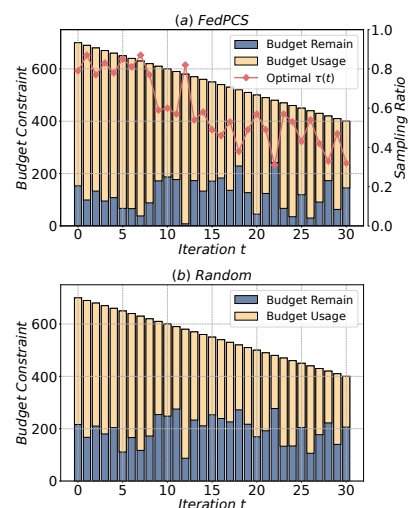 (a) FedPCS
Budget Constraint
600
400
200
0
Budget Remain
Budget Usage
Optimal τ(t)
1.0
0.8
0.6
0.4
0.2
0.0
Sampling Ratio
0 5 10 15 20 25 30
Iteration t
(b) Random
Budget Constraint
600
400
200
0
Budget Remain
Budget Usage
0 5 10 15 20 25 30
Iteration t